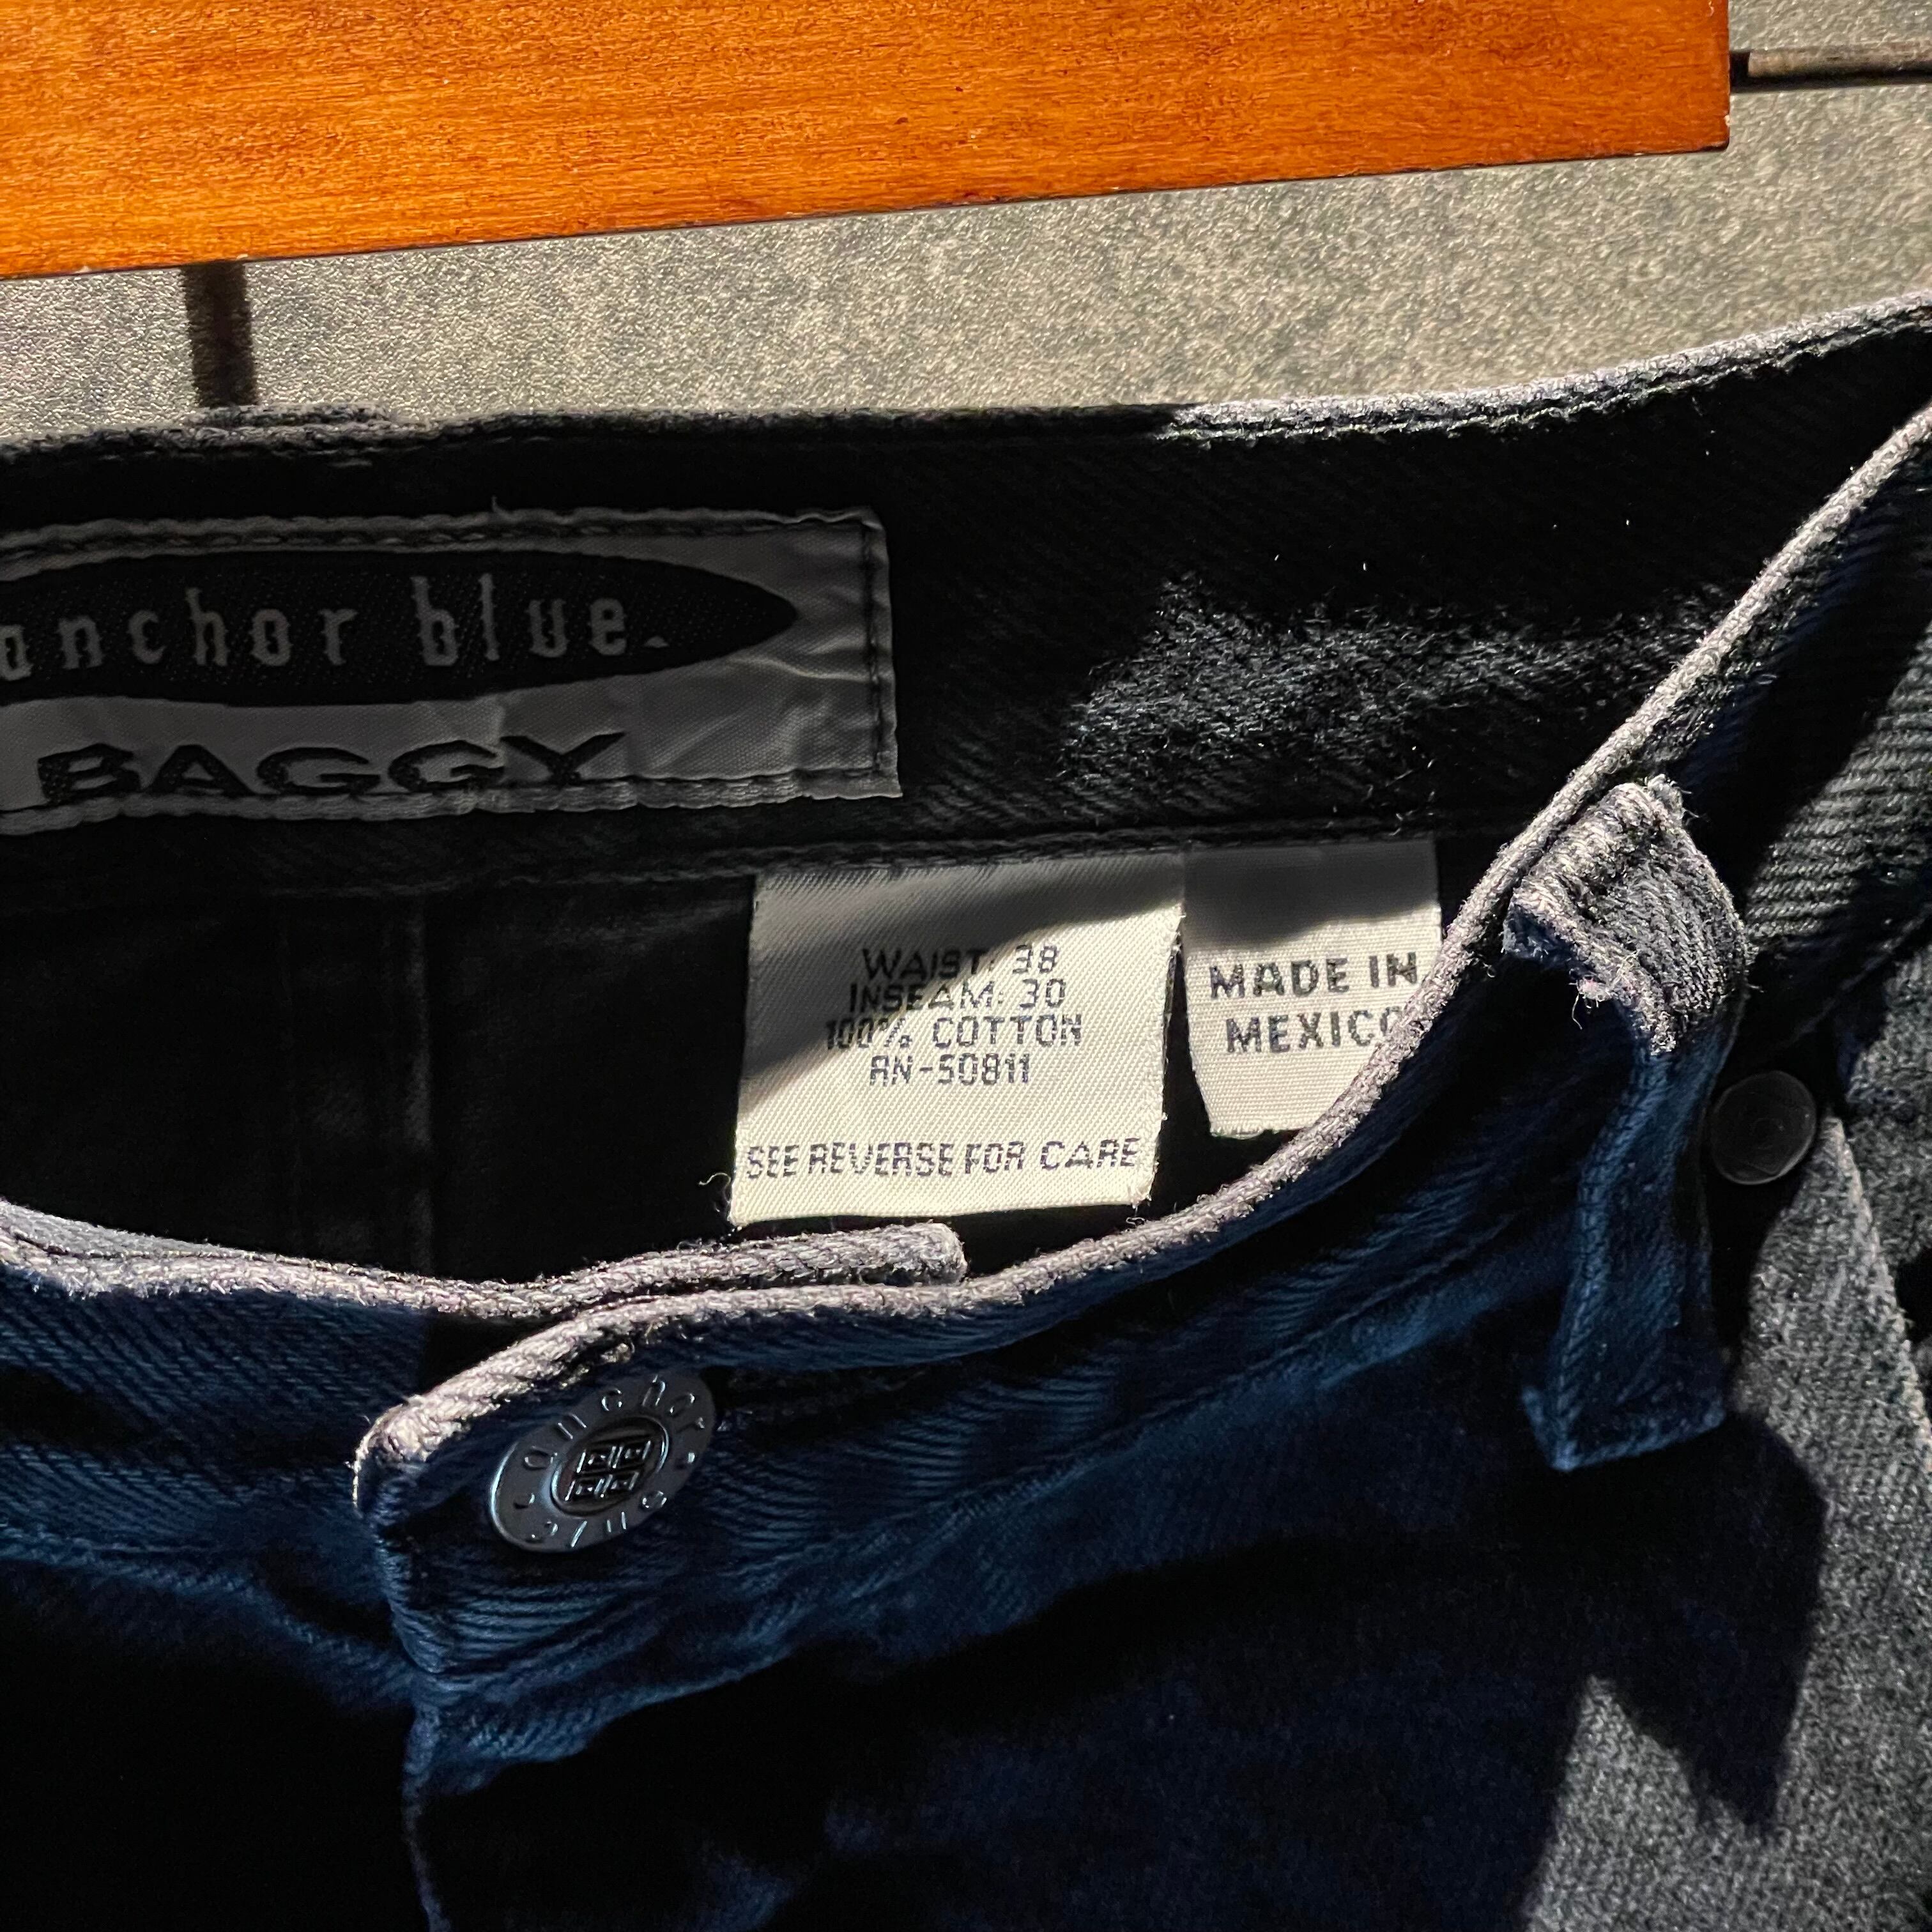 anchor blue.
BAGGY
WAIST: 38
INSEAM: 30
100% COTTON
RN-50811
SEE REVERSE FOR CARE
MADE IN
MEXICO
anchor
blue